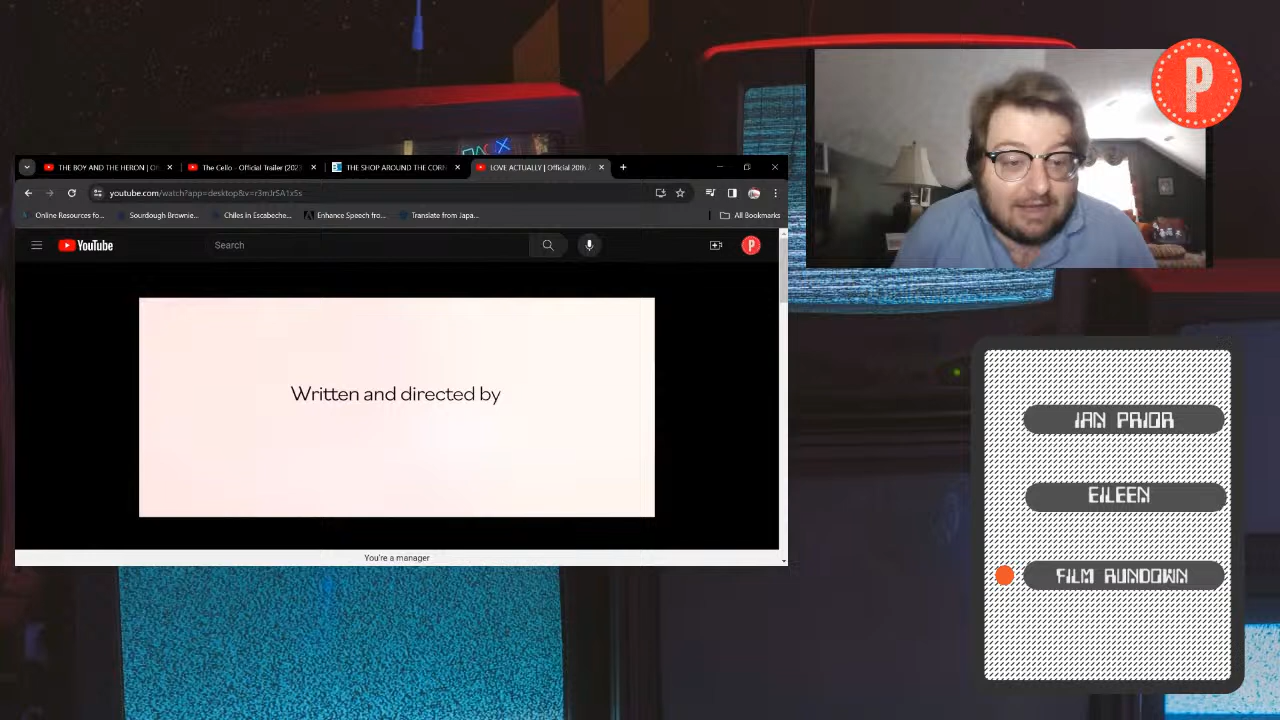 THE BOY AND THE HERON | Of
The Cello - Official Trailer (202
THE SHOP AROUND THE CORN
LOVE ACTUALLY | Official 20th
youtube.com/watch?app=desktop&v=r3mJrSA1x5s
Online Resources fo...
Sourdough Brownie...
Chiles in Escabeche...
Enhance Speech fro...
Translate from Japa...
All Bookmarks
YouTube
Search
P
Written and directed by
You're a manager
P
IAN PRIOR
EILEEN
FILM RUNDOWN